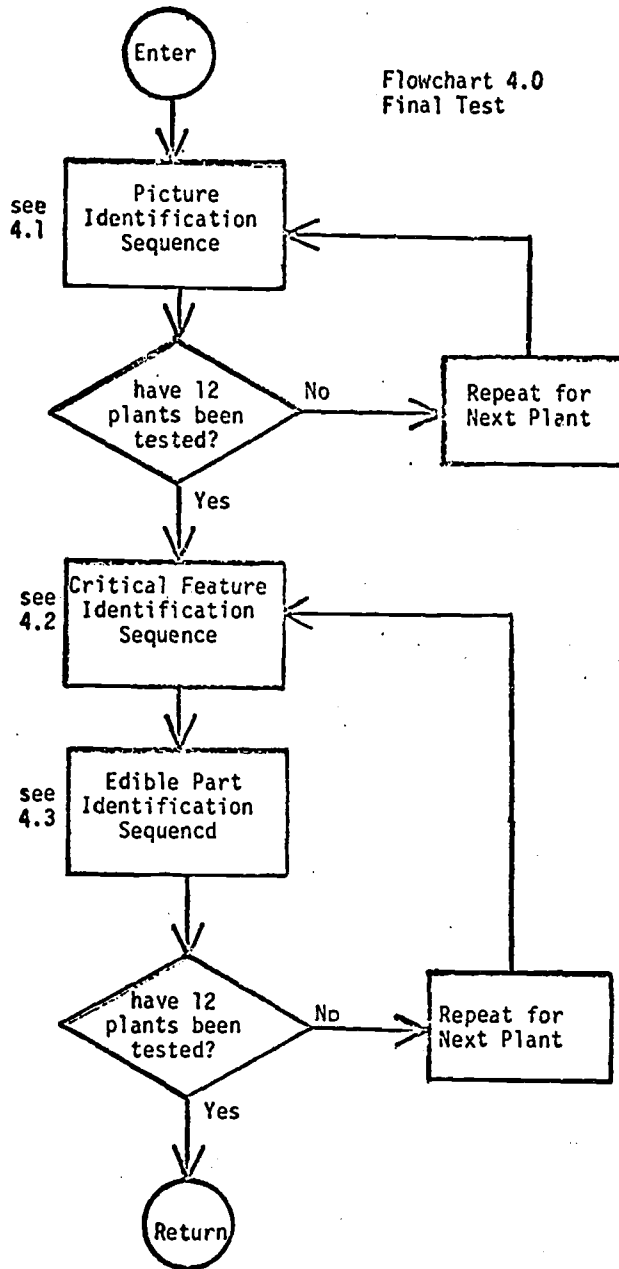 Enter
Flowchart 4.0
Final Test
see
4.1
Picture
Identification
Sequence
have 12
plants been
tested?
No
Repeat for
Next Plant
Yes
see
4.2
Critical Feature
Identification
Sequence
see
4.3
Edible Part
Identification
Sequencd
have 12
plants been
tested?
No
Repeat for
Next Plant
Yes
Return